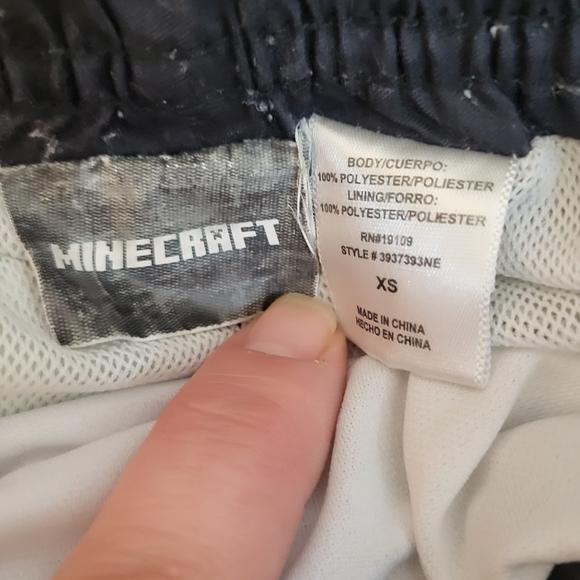 MINECRAFT
BODY/CUERPO:
100% POLYESTER/POLIESTER
LINING/FORRO:
100% POLYESTER/POLIESTER
RN#19109
STYLE # 3937393NE
XS
MADE IN CHINA
HECHO EN CHINA